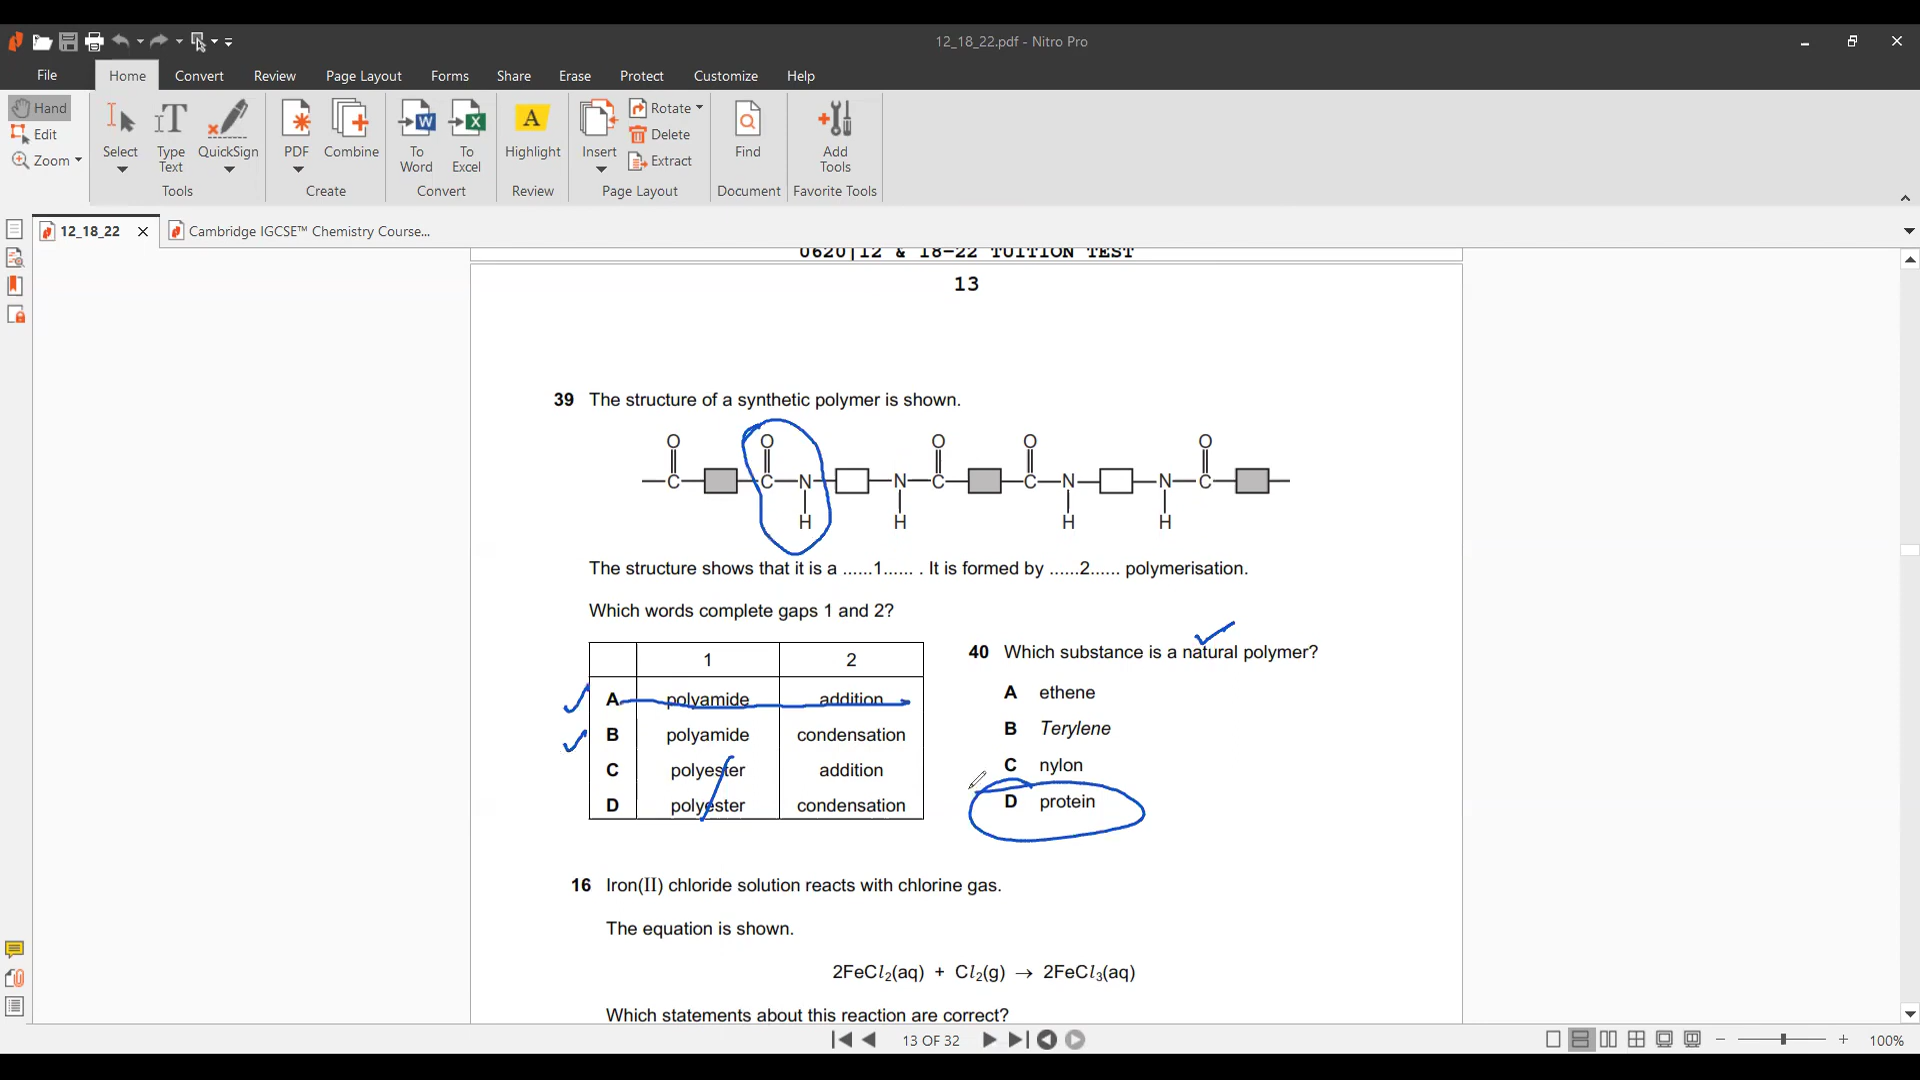 12_18_22.pdf - Nitro Pro
File Home Convert Review Page Layout Forms Share Erase Protect Customize Help
Hand
Edit
Zoom
Select
Type Text
QuickSign
Tools
PDF
Combine
Create
To Word
To Excel
Convert
A
Highlight
Review
Insert
Rotate
Delete
Extract
Page Layout
Find
Document
Add Tools
Favorite Tools
12_18_22
Cambridge IGCSE™ Chemistry Course...
0620|12 & 18-22 TUITION TEST
13
39 The structure of a synthetic polymer is shown.
O O O O O
C C N N C C N N C
H H H H
The structure shows that it is a ......1...... . It is formed by ......2...... polymerisation.
Which words complete gaps 1 and 2?
1 2
A polyamide addition
B polyamide condensation
C polyester addition
D polyester condensation
40 Which substance is a natural polymer?
A ethene
B Terylene
C nylon
D protein
16 Iron(II) chloride solution reacts with chlorine gas.
The equation is shown.
2FeCl₂(aq) + Cl₂(g) → 2FeCl₃(aq)
Which statements about this reaction are correct?
13 OF 32
100%